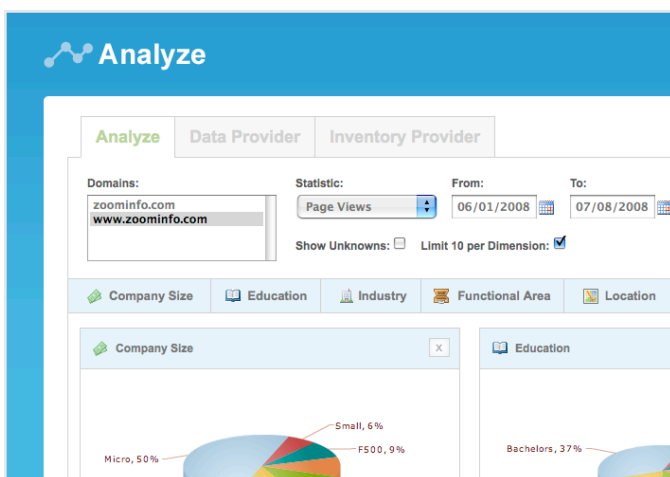 Analyze
Analyze Data Provider Inventory Provider
Domains: Statistic: From: To:
zoominfo.com Page Views 06/01/2008 07/08/2008
www.zoominfo.com
Show Unknowns: Limit 10 per Dimension:
Company Size Education Industry Functional Area Location
Company Size X Education
Small, 6%
Bachelors, 37%
F500, 9%
Micro, 50%